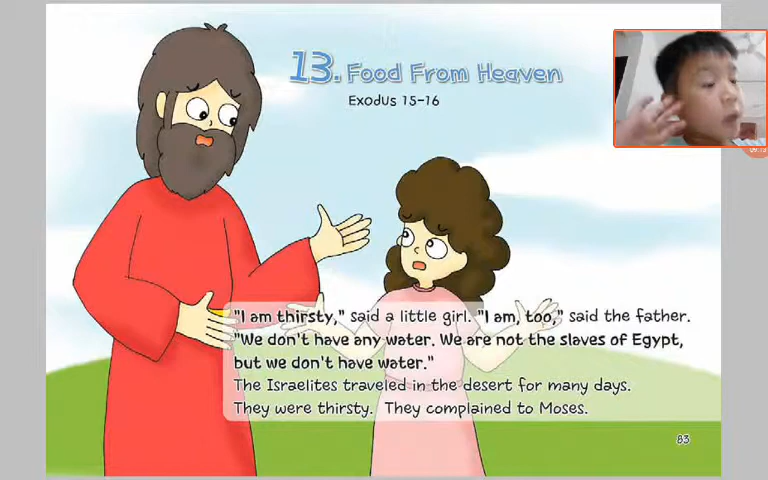 13. Food From Heaven
Exodus 15-16
"I am thirsty," said a little girl. "I am, too," said the father.
"We don't have any water. We are not the slaves of Egypt,
but we don't have water."
The Israelites traveled in the desert for many days.
They were thirsty. They complained to Moses.
83